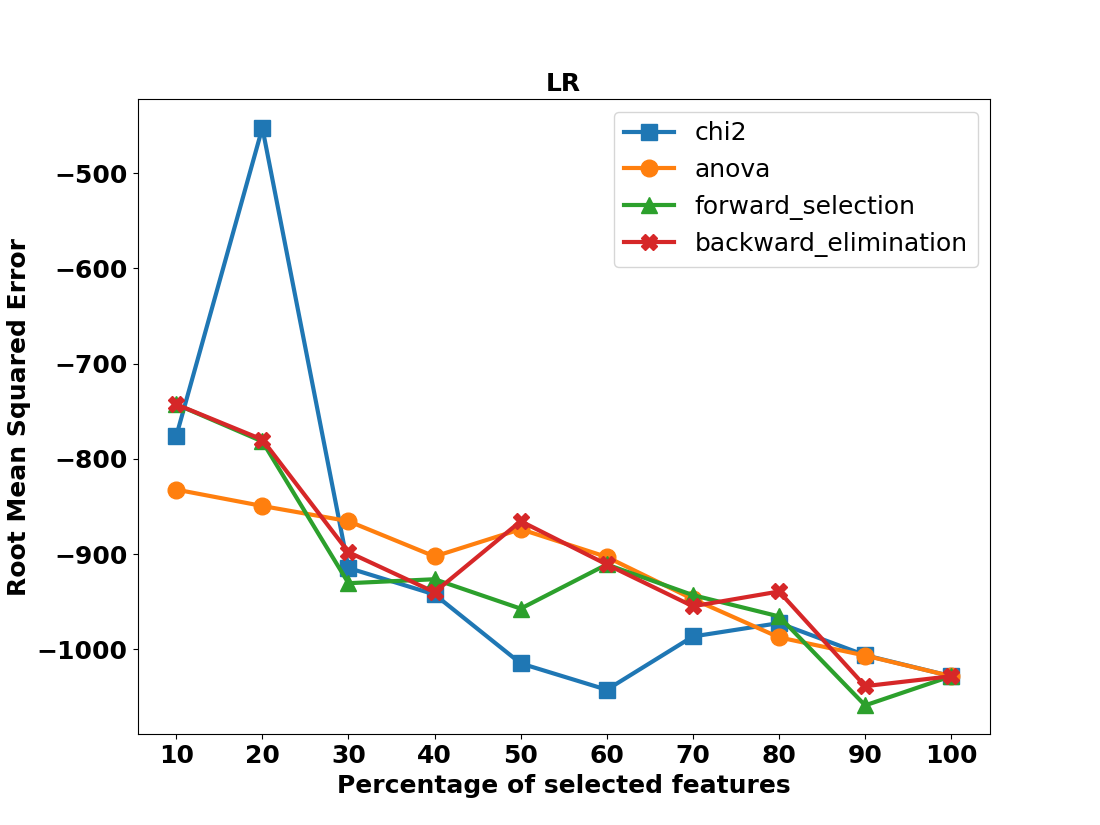 LR
chi2
anova
forward_selection
backward_elimination
Root Mean Squared Error
−500
−600
−700
−800
−900
−1000
10 20 30 40 50 60 70 80 90 100
Percentage of selected features